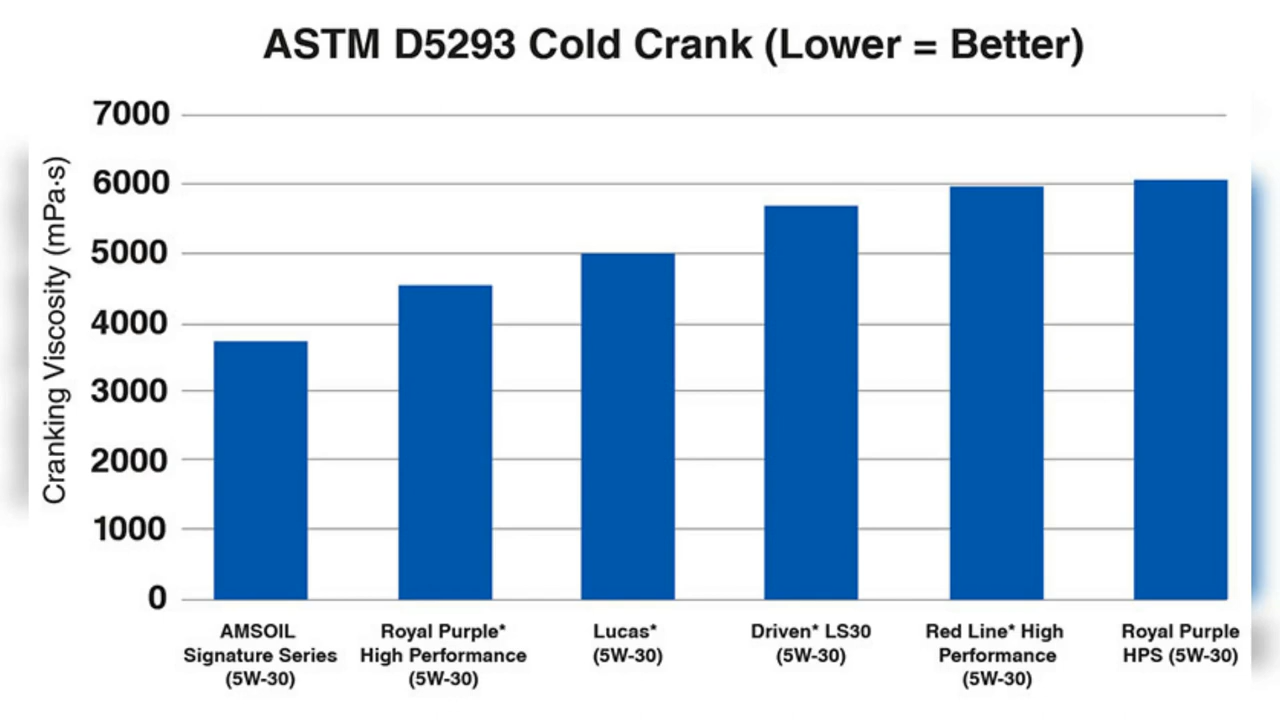 ASTM D5293 Cold Crank (Lower = Better)
Cranking Viscosity (mPa·s)
7000
6000
5000
4000
3000
2000
1000
0
AMSOIL
Signature Series
(5W-30)
Royal Purple*
High Performance
(5W-30)
Lucas*
(5W-30)
Driven* LS30
(5W-30)
Red Line* High
Performance
(5W-30)
Royal Purple
HPS (5W-30)